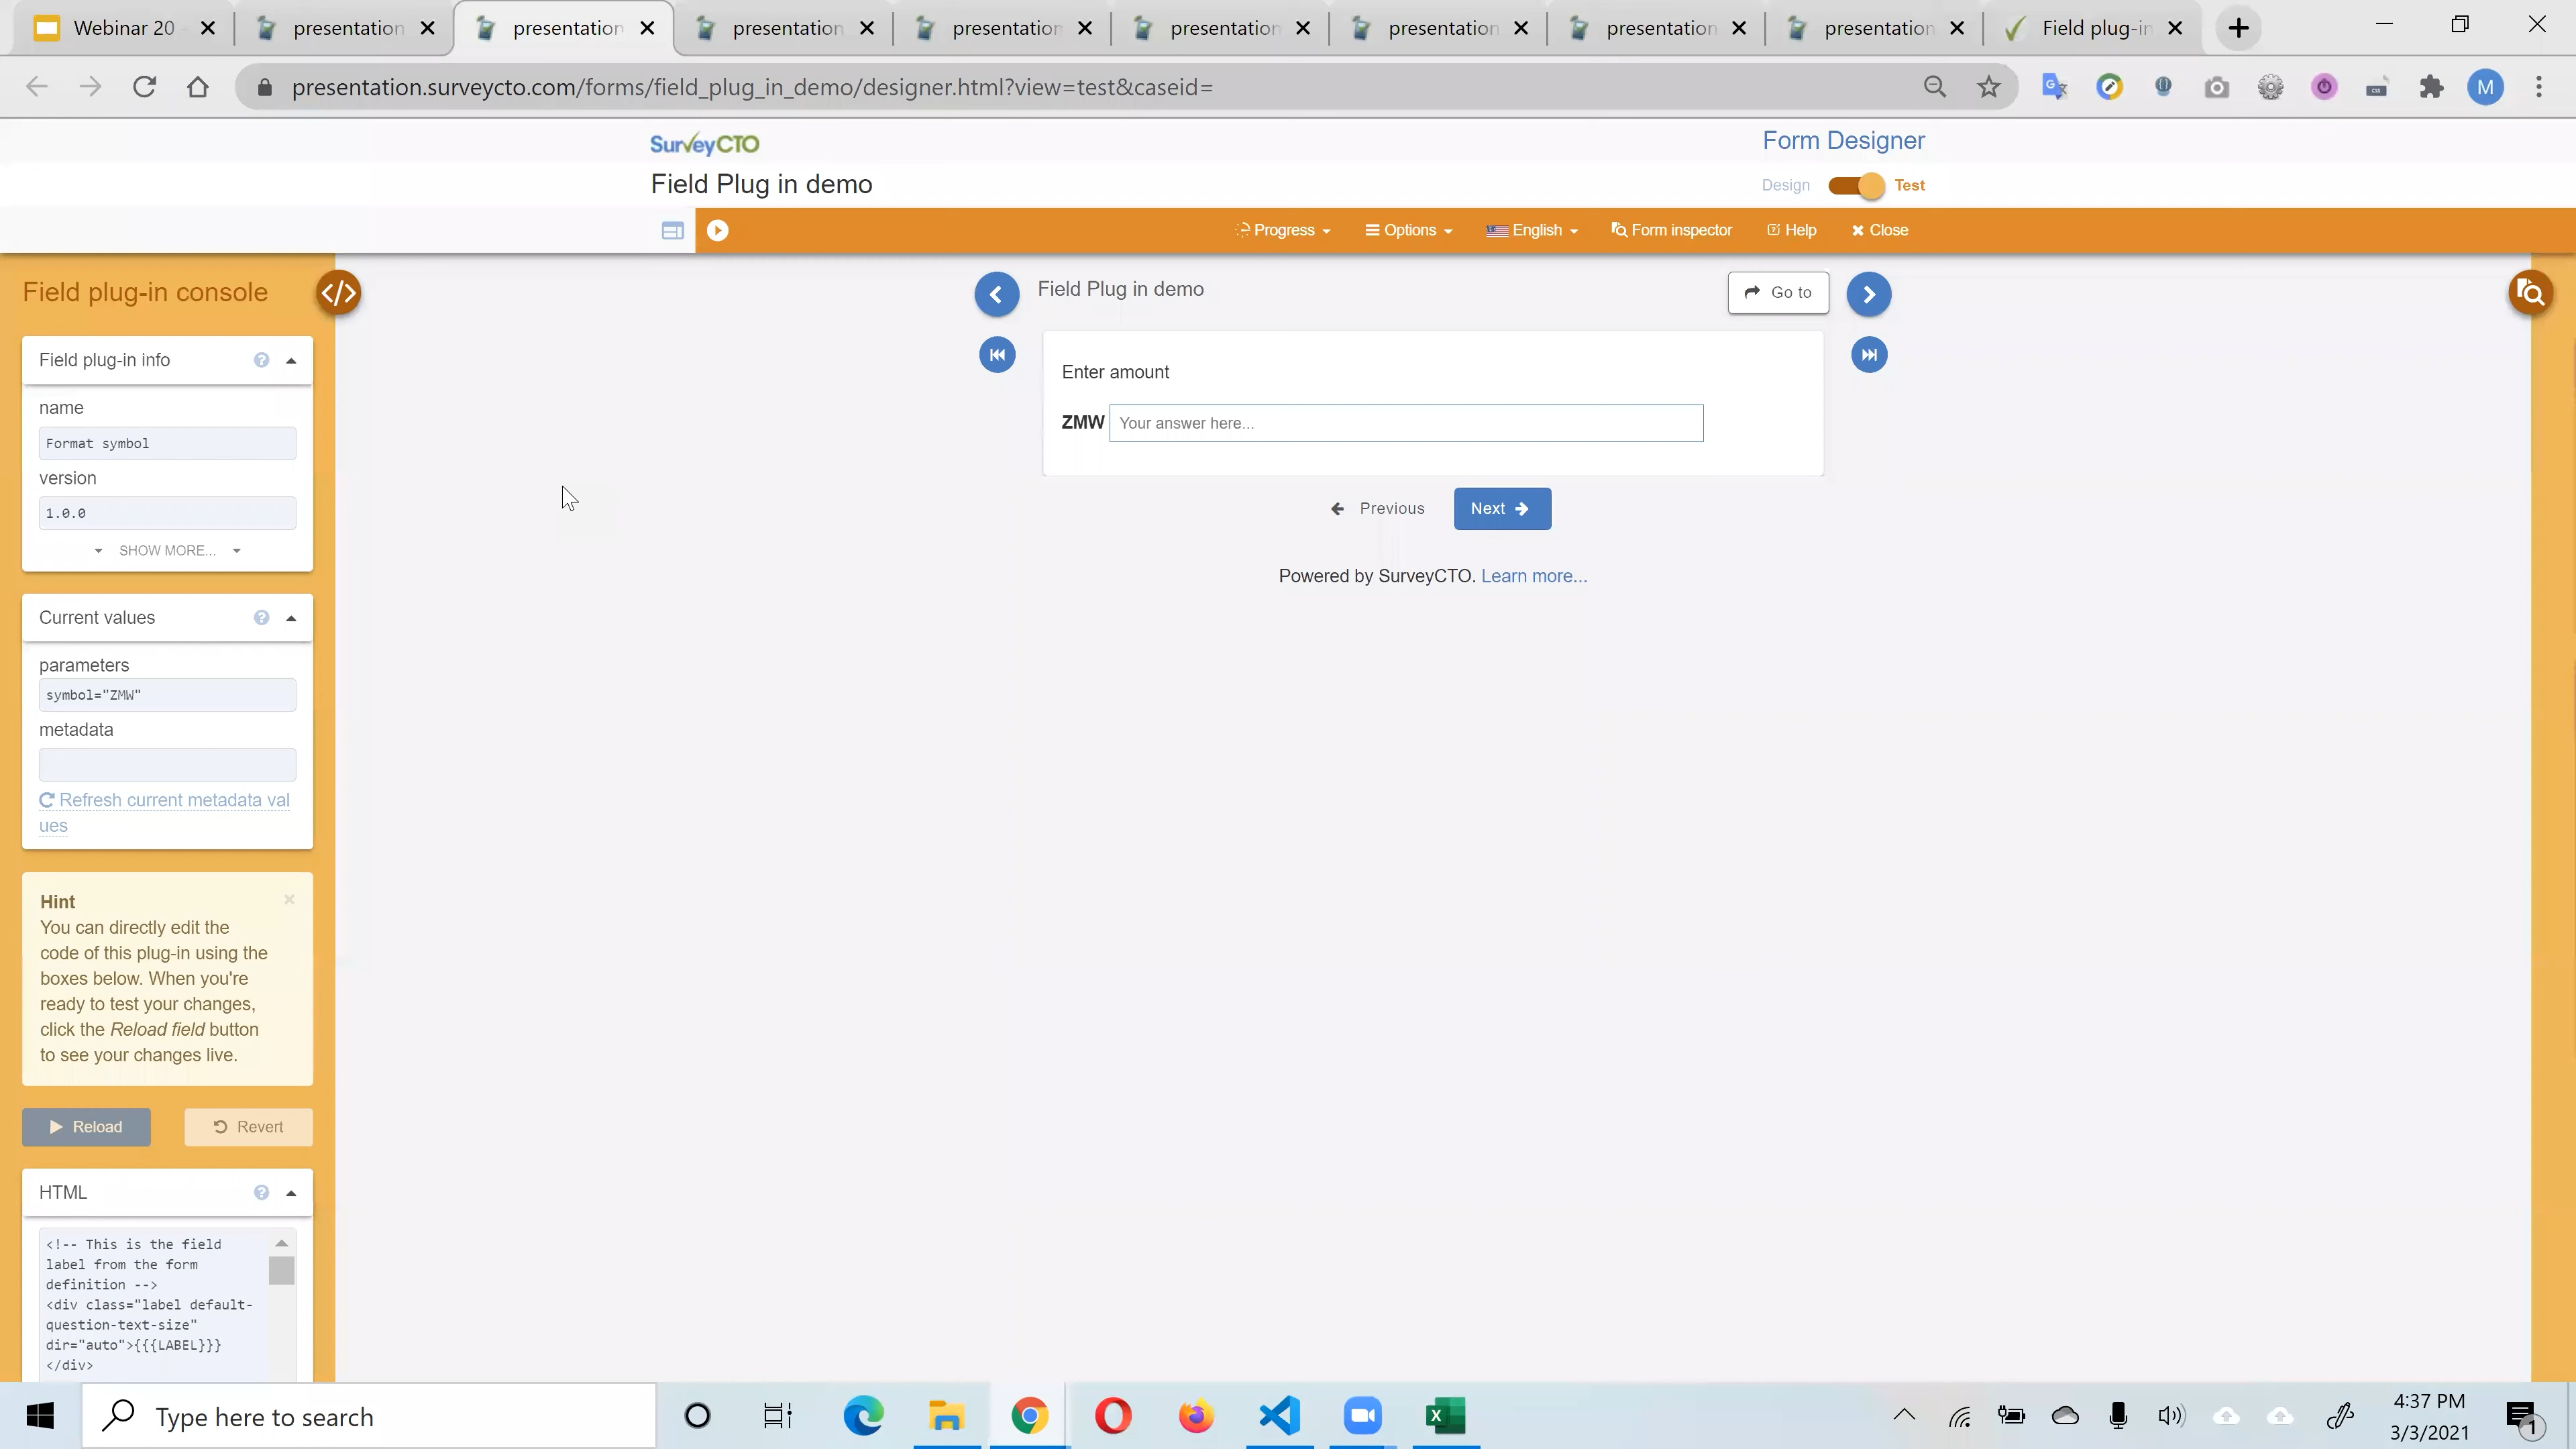 Webinar 20
presentation
presentation
presentation
presentation
presentation
presentation
presentation
presentation
Field plug-in
presentation.surveycto.com/forms/field_plug_in_demo/designer.html?view=test&caseid=
M
SurveyCTO
Form Designer
Field Plug in demo
Design
Test
Progress
Options
English
Form inspector
Help
Close
Field plug-in console
</>
Field Plug in demo
Go to
Field plug-in info
name
Format symbol
version
1.0.0
SHOW MORE...
Enter amount
ZMW
Your answer here...
Previous
Next
Powered by SurveyCTO. Learn more...
Current values
parameters
symbol="ZMW"
metadata
Refresh current metadata val
ues
Hint
You can directly edit the
code of this plug-in using the
boxes below. When you're
ready to test your changes,
click the Reload field button
to see your changes live.
Reload
Revert
HTML
<!-- This is the field
label from the form
definition -->
<div class="label default-
question-text-size"
dir="auto">{{{LABEL}}}
</div>
Type here to search
4:37 PM
3/3/2021
1